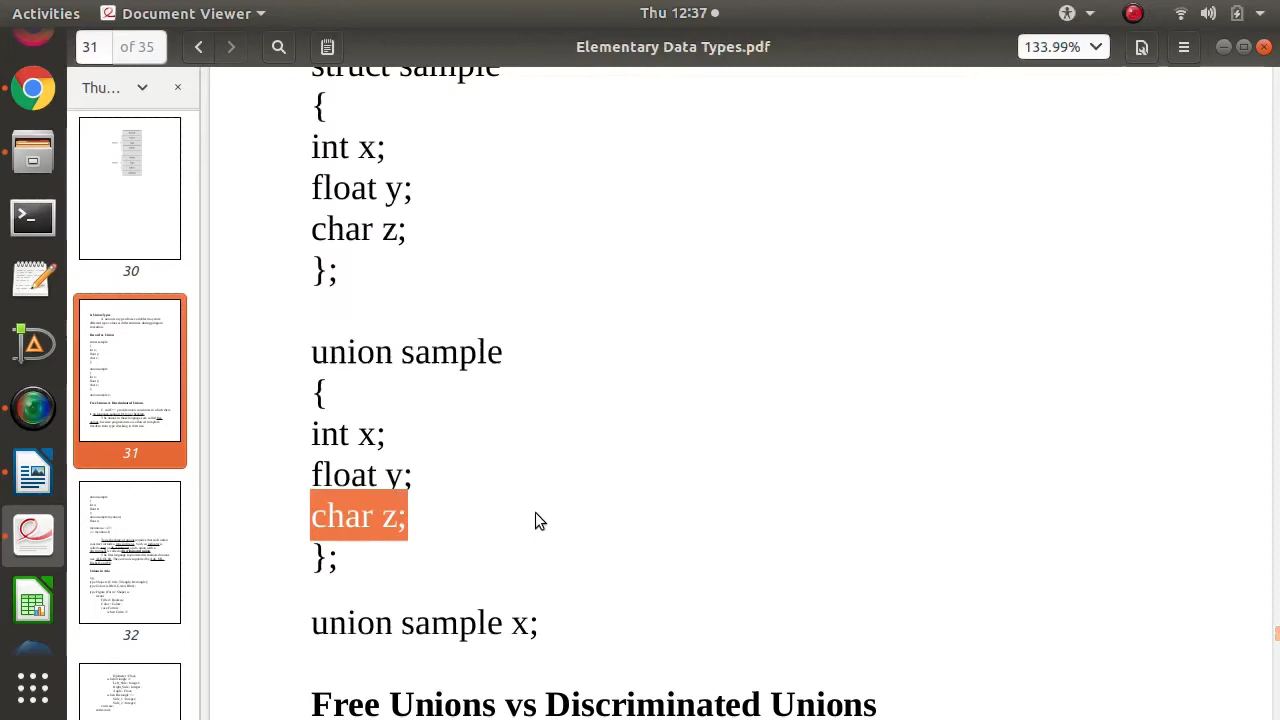 Activities Document Viewer Thu 12:37
31 of 35 Elementary Data Types.pdf 133.99%
Thu...
30
31
32
struct sample
{
int x;
float y;
char z;
};
union sample
{
int x;
float y;
char z;
};
union sample x;
Free Unions vs Discriminated Unions